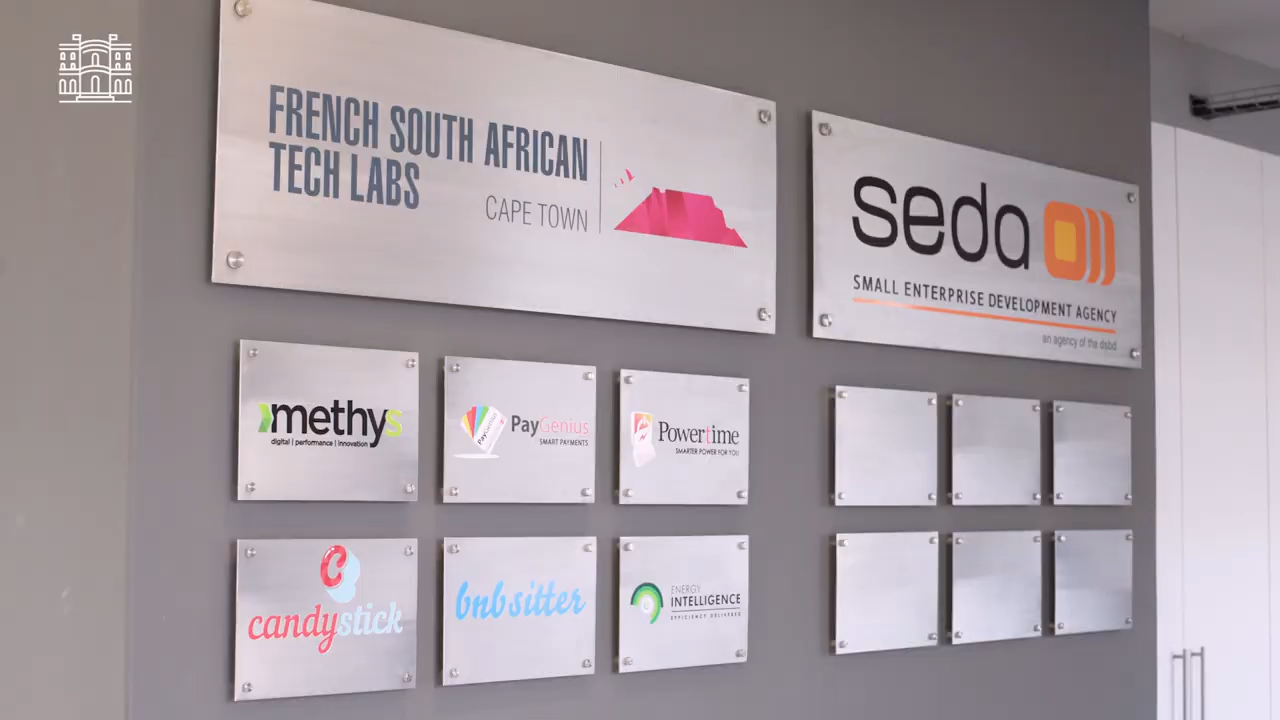 FRENCH SOUTH AFRICAN
TECH LABS
CAPE TOWN
seda
SMALL ENTERPRISE DEVELOPMENT AGENCY
an agency of the dsbd
methys
digital | performance | innovation
PayGenius
PayGenius
SMART PAYMENTS
Powertime
SMARTER POWER FOR YOU
c
candystick
bnbsitter
ENERGY
INTELLIGENCE
EFFICIENCY DELIVERED